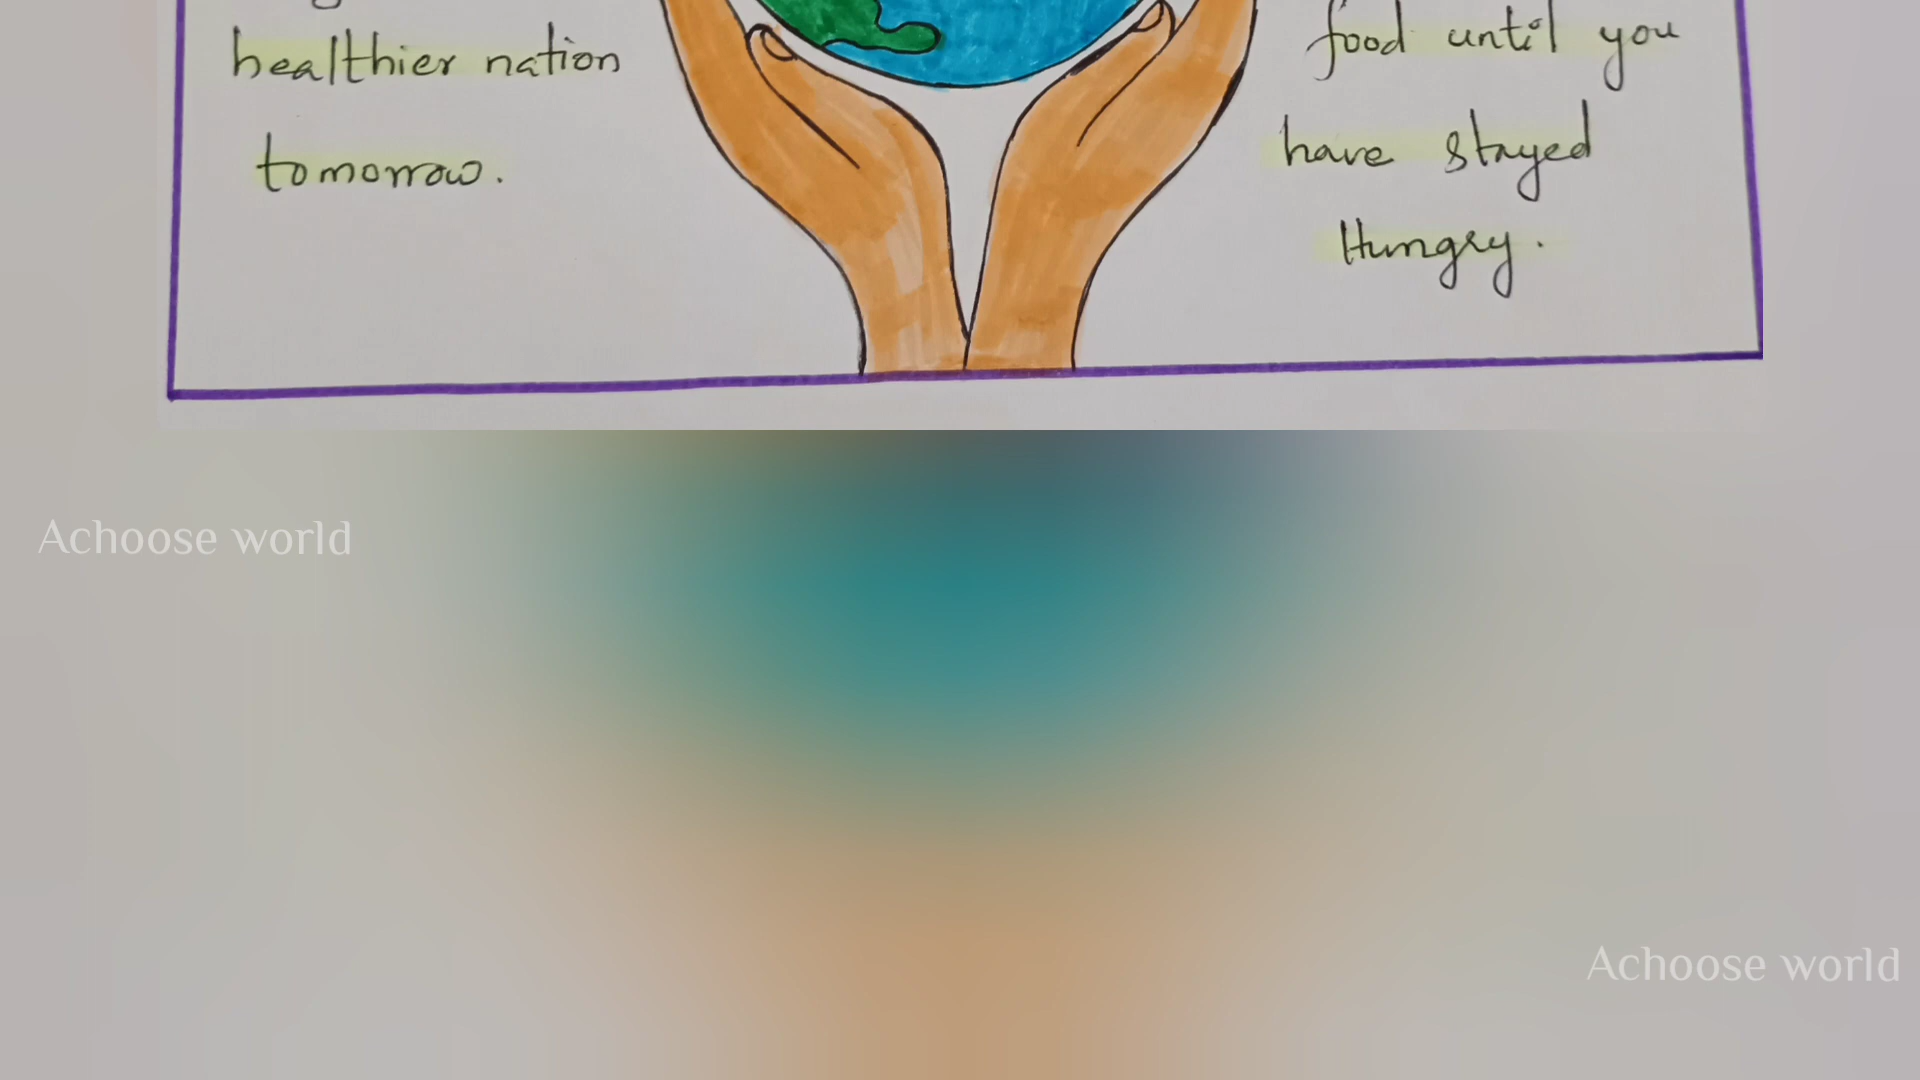 healthier nation
tomorrow.
food until you
have stayed
Hungry.
Achoose world
Achoose world